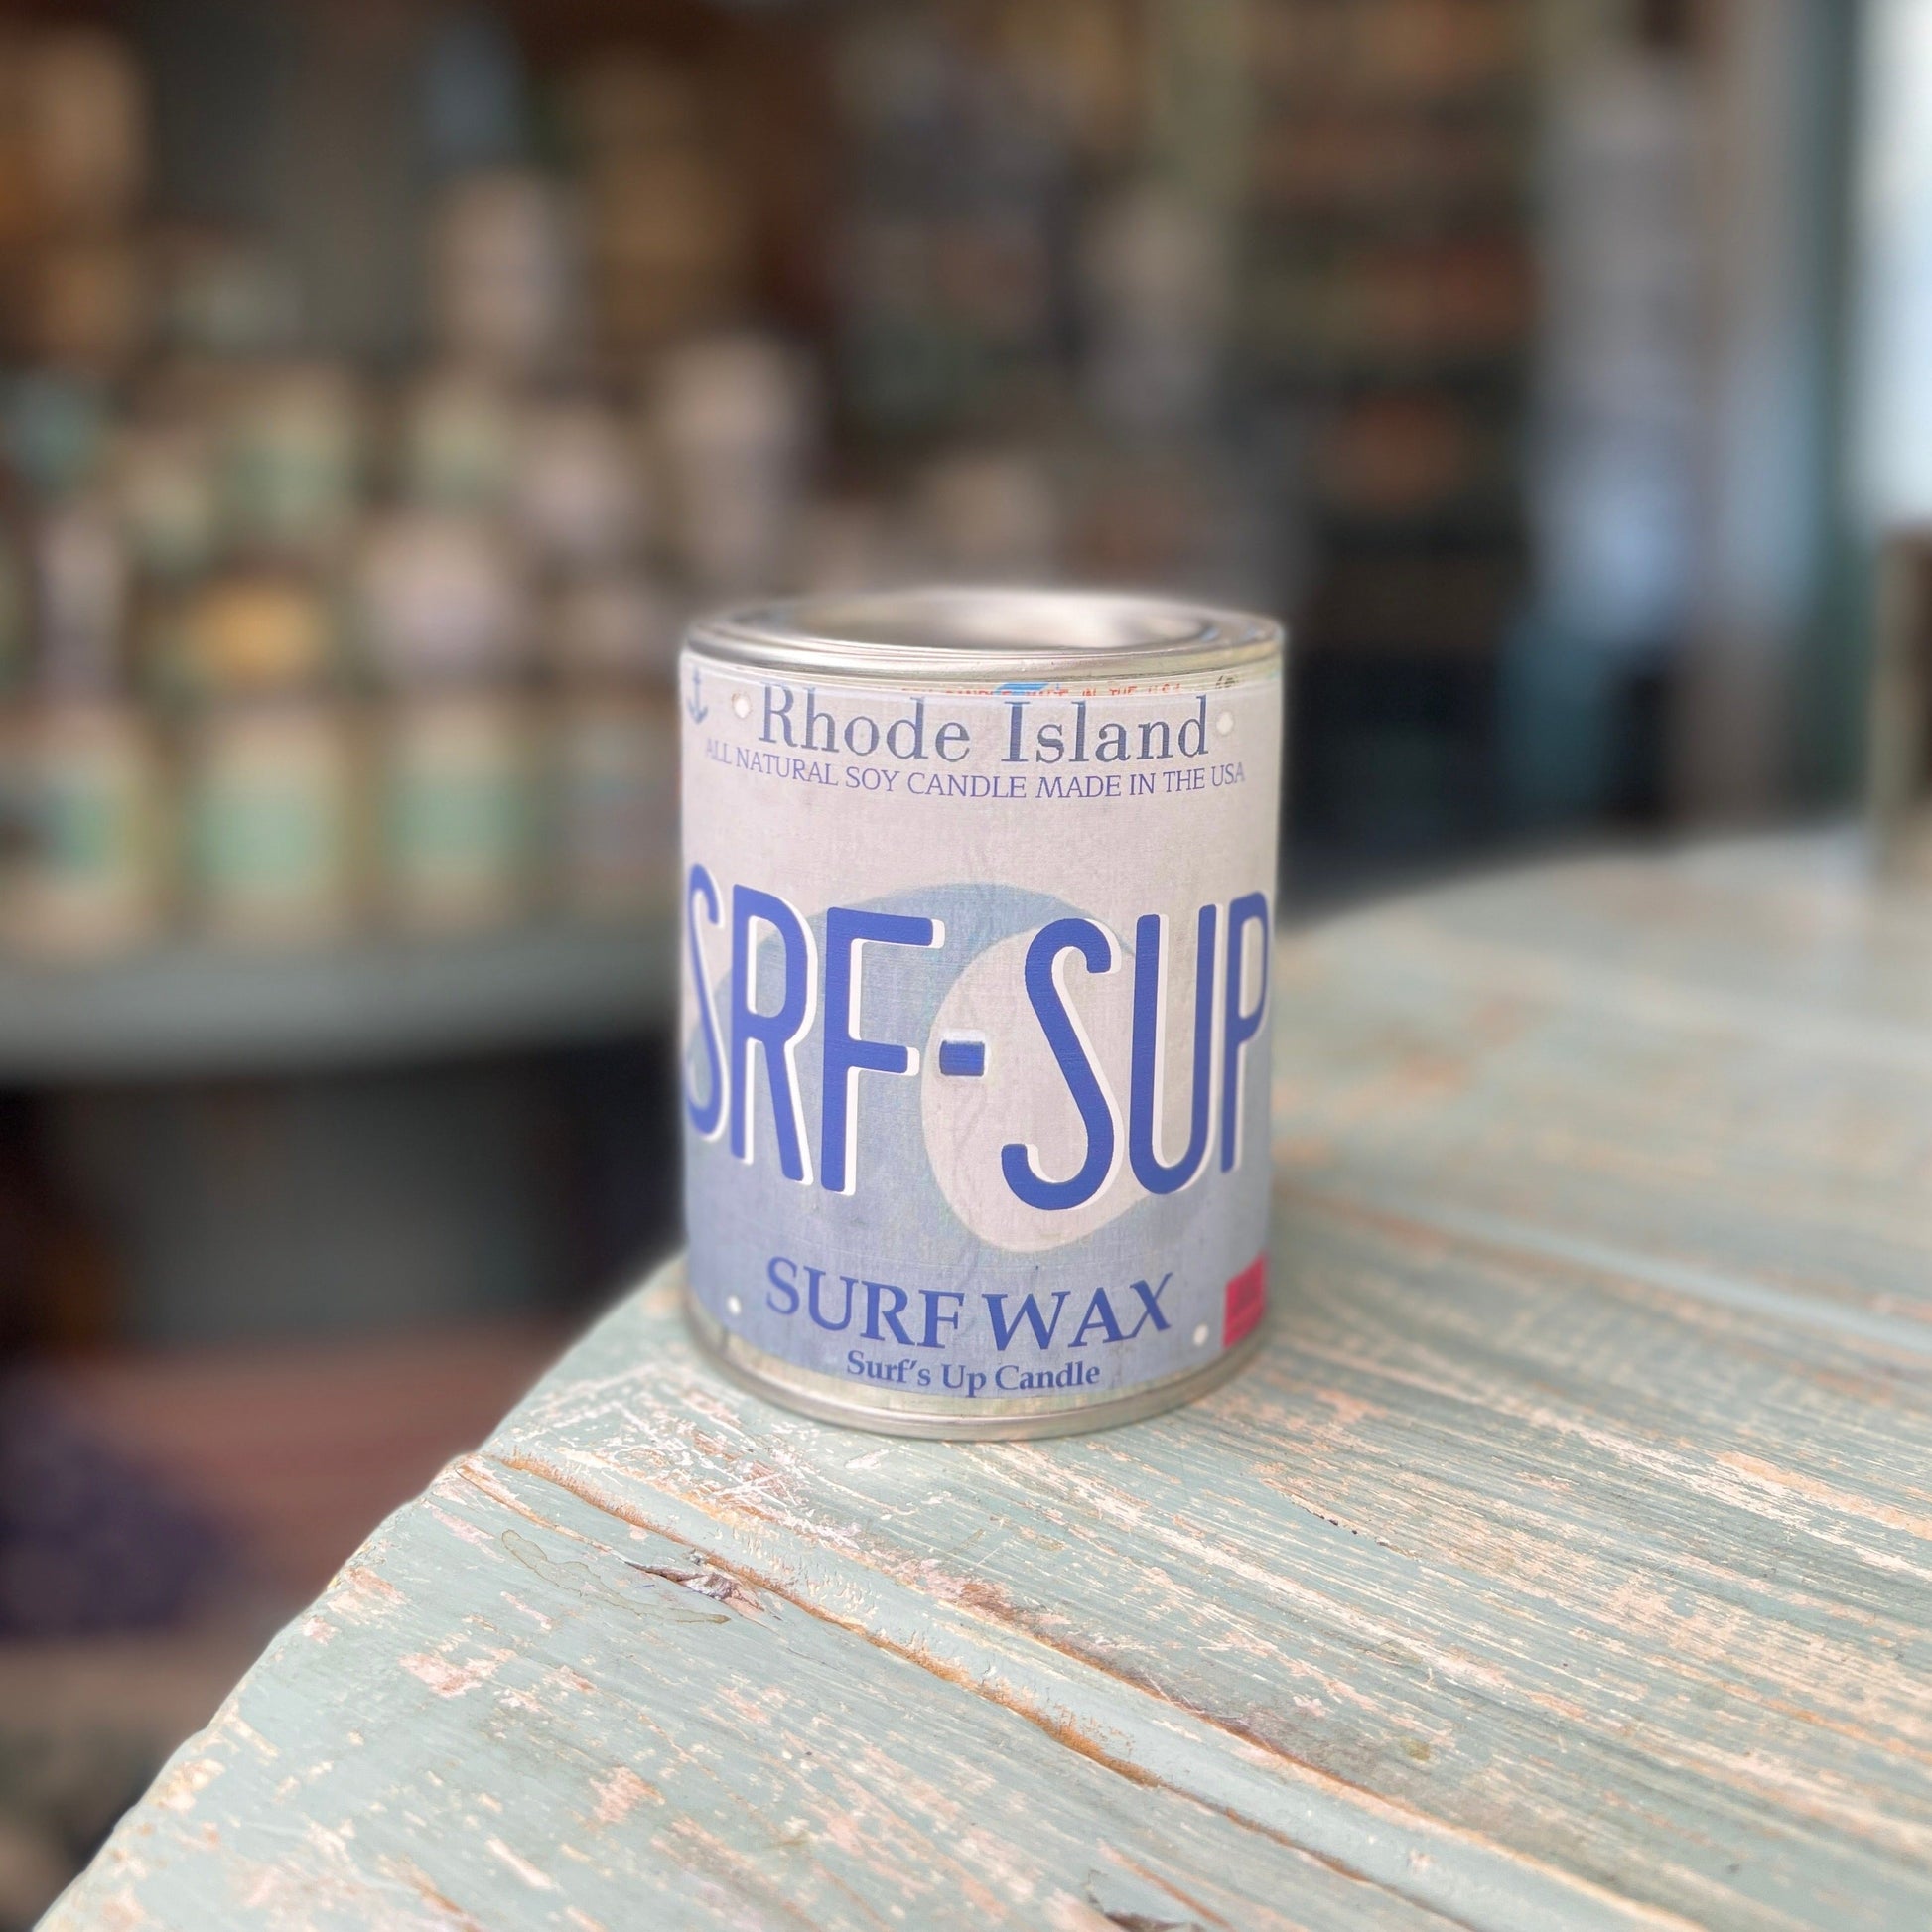 Rhode Island
ALL NATURAL SOY CANDLE MADE IN THE USA
SRF-SUP
SURF WAX
Surf's Up Candle